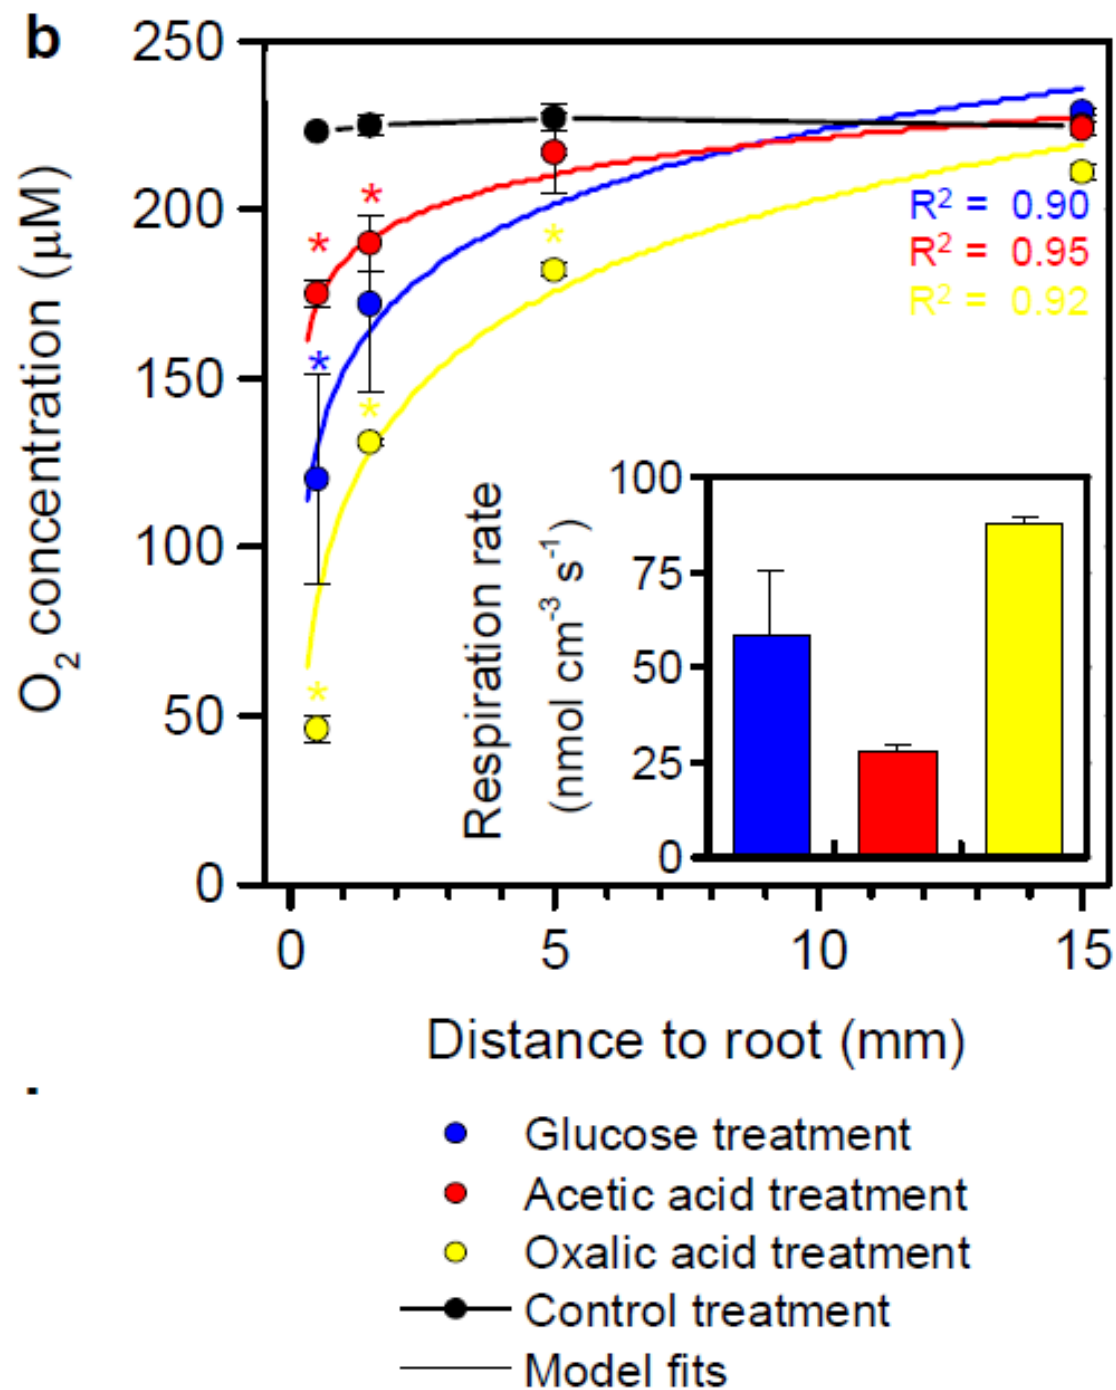 b
250
200
150
100
50
0
O₂ concentration (µM)
*
*
*
*
*
*
R² = 0.90
R² = 0.95
R² = 0.92
Respiration rate
(nmol cm⁻³ s⁻¹)
100
75
50
25
0
0 5 10 15
Distance to root (mm)
Glucose treatment
Acetic acid treatment
Oxalic acid treatment
Control treatment
Model fits